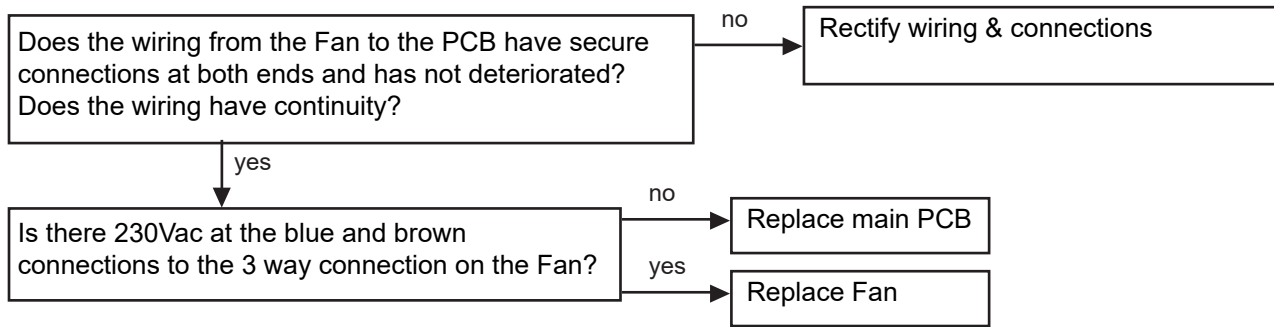 Does the wiring from the Fan to the PCB have secure
connections at both ends and has not deteriorated?
Does the wiring have continuity?
no
Rectify wiring & connections
yes
Is there 230Vac at the blue and brown
connections to the 3 way connection on the Fan?
no
Replace main PCB
yes
Replace Fan